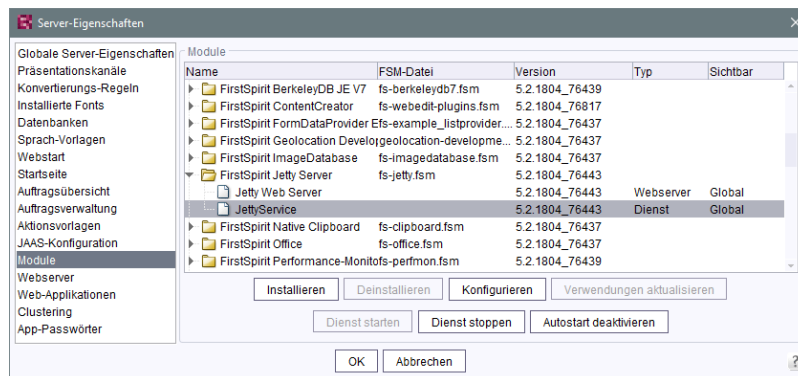 Server-Eigenschaften
Globale Server-Eigenschaften
Präsentationskanäle
Konvertierungs-Regeln
Installierte Fonts
Datenbanken
Sprach-Vorlagen
Webstart
Startseite
Auftragsübersicht
Auftragsverwaltung
Aktionsvorlagen
JAAS-Konfiguration
Module
Webserver
Web-Applikationen
Clustering
App-Passwörter
Module
Name FSM-Datei Version Typ Sichtbar
FirstSpirit BerkeleyDB JE V7 fs-berkeleydb7.fsm 5.2.1804_76439
FirstSpirit ContentCreator fs-webedit-plugins.fsm 5.2.1804_76817
FirstSpirit FormDataProvider E fs-example_listprovider.... 5.2.1804_76437
FirstSpirit Geolocation Develop geolocation-developme... 5.2.1804_76437
FirstSpirit ImageDatabase fs-imagedatabase.fsm 5.2.1804_76437
FirstSpirit Jetty Server fs-jetty.fsm 5.2.1804_76443
Jetty Web Server 5.2.1804_76443 Webserver Global
JettyService 5.2.1804_76443 Dienst Global
FirstSpirit Native Clipboard fs-clipboard.fsm 5.2.1804_76437
FirstSpirit Office fs-office.fsm 5.2.1804_76437
FirstSpirit Performance-Monito fs-perfmon.fsm 5.2.1804_76439
Installieren Deinstallieren Konfigurieren Verwendungen aktualisieren
Dienst starten Dienst stoppen Autostart deaktivieren
OK Abbrechen
?